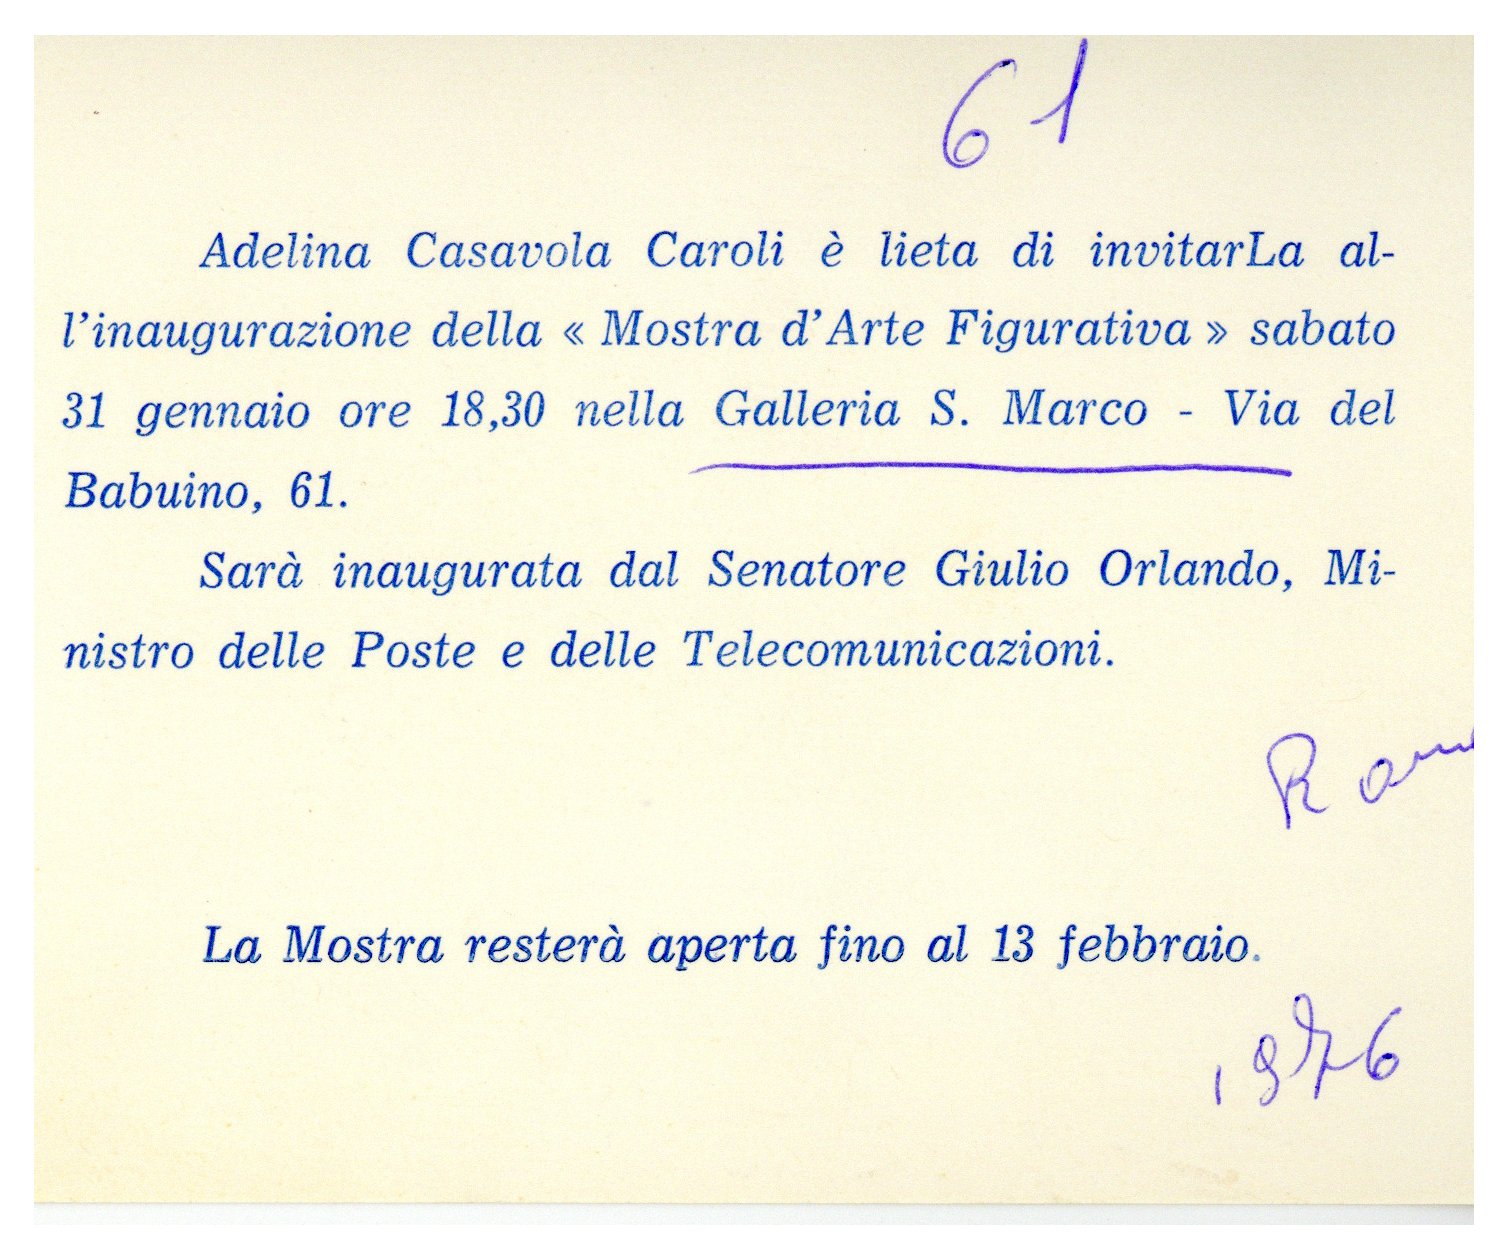 61
Adelina Casavola Caroli è lieta di invitarLa al-
l'inaugurazione della « Mostra d'Arte Figurativa » sabato
31 gennaio ore 18,30 nella Galleria S. Marco - Via del
Babuino, 61.
Sarà inaugurata dal Senatore Giulio Orlando, Mi-
nistro delle Poste e delle Telecomunicazioni.
La Mostra resterà aperta fino al 13 febbraio.
1976